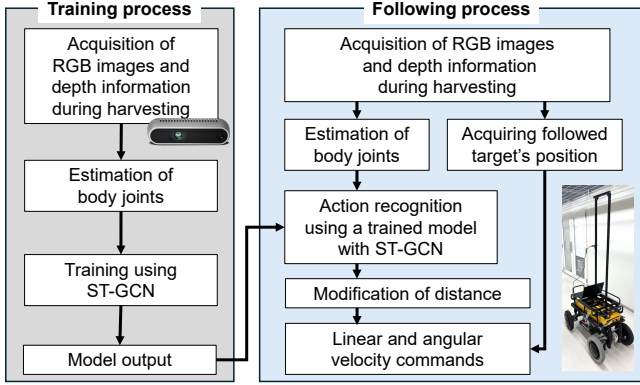 Training process
Acquisition of
RGB images and
depth information
during harvesting
Estimation of
body joints
Training using
ST-GCN
Model output
Following process
Acquisition of RGB images
and depth information
during harvesting
Estimation of
body joints
Acquiring followed
target's position
Action recognition
using a trained model
with ST-GCN
Modification of distance
Linear and angular
velocity commands